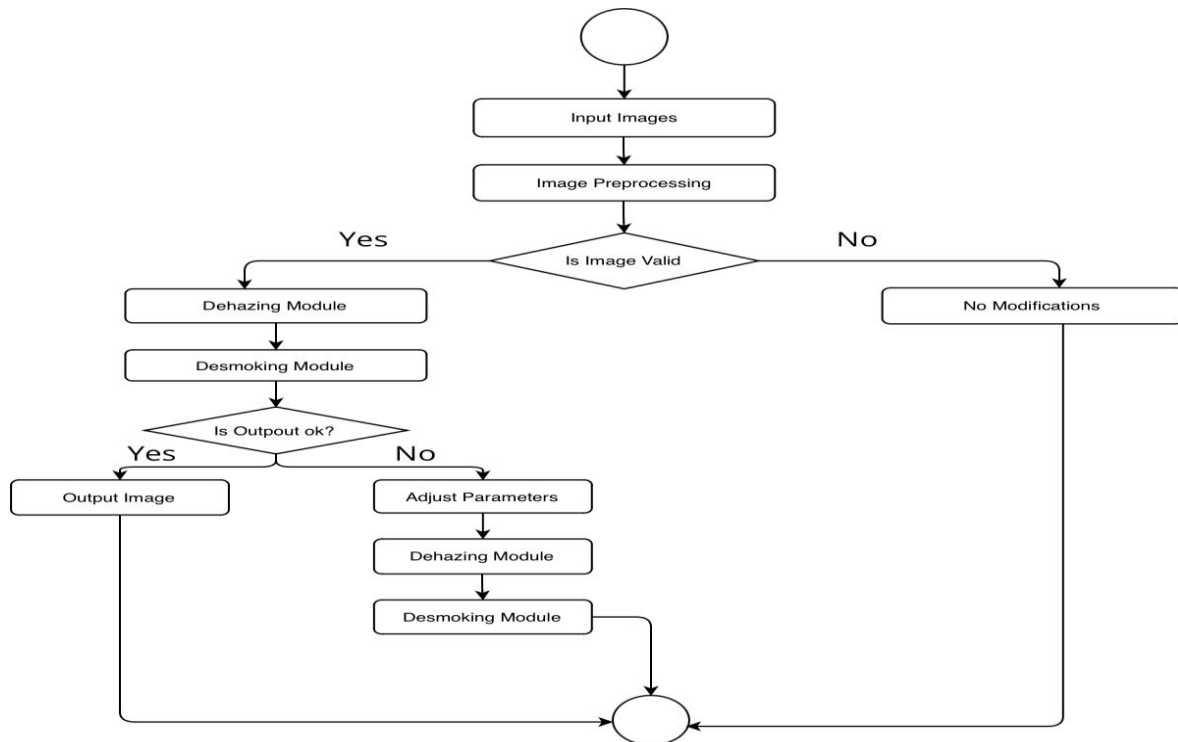 Input Images
Image Preprocessing
Yes
Is Image Valid
No
Dehazing Module
No Modifications
Desmoking Module
Is Outpout ok?
Yes
No
Output Image
Adjust Parameters
Dehazing Module
Desmoking Module